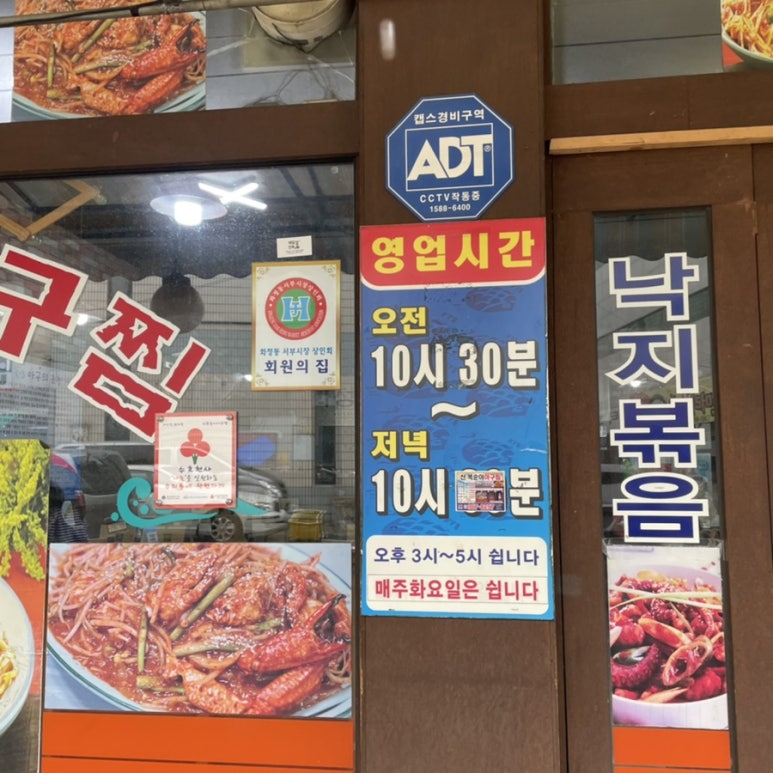 캡스경비구역
ADT
CCTV작동중
1588-6400
영업시간
오전
10시 30분
~
저녁
10시 분
오후 3시~5시 쉽니다
매주화요일은 쉽니다
구찜
화정동 서부시장 상인회
회원의 집
낙지볶음